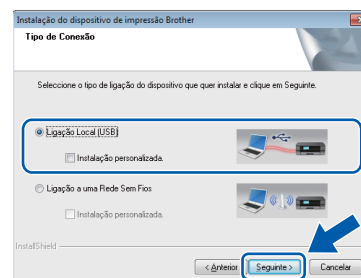 Instalação do dispositivo de impressão Brother
Tipo de Conexão
Seleccione o tipo de ligação do dispositivo que quer instalar e clique em Seguinte.
Ligação Local (USB)
Instalação personalizada.
Ligação a uma Rede Sem Fios
Instalação personalizada.
InstallShield
< Anterior
Seguinte >
Cancelar